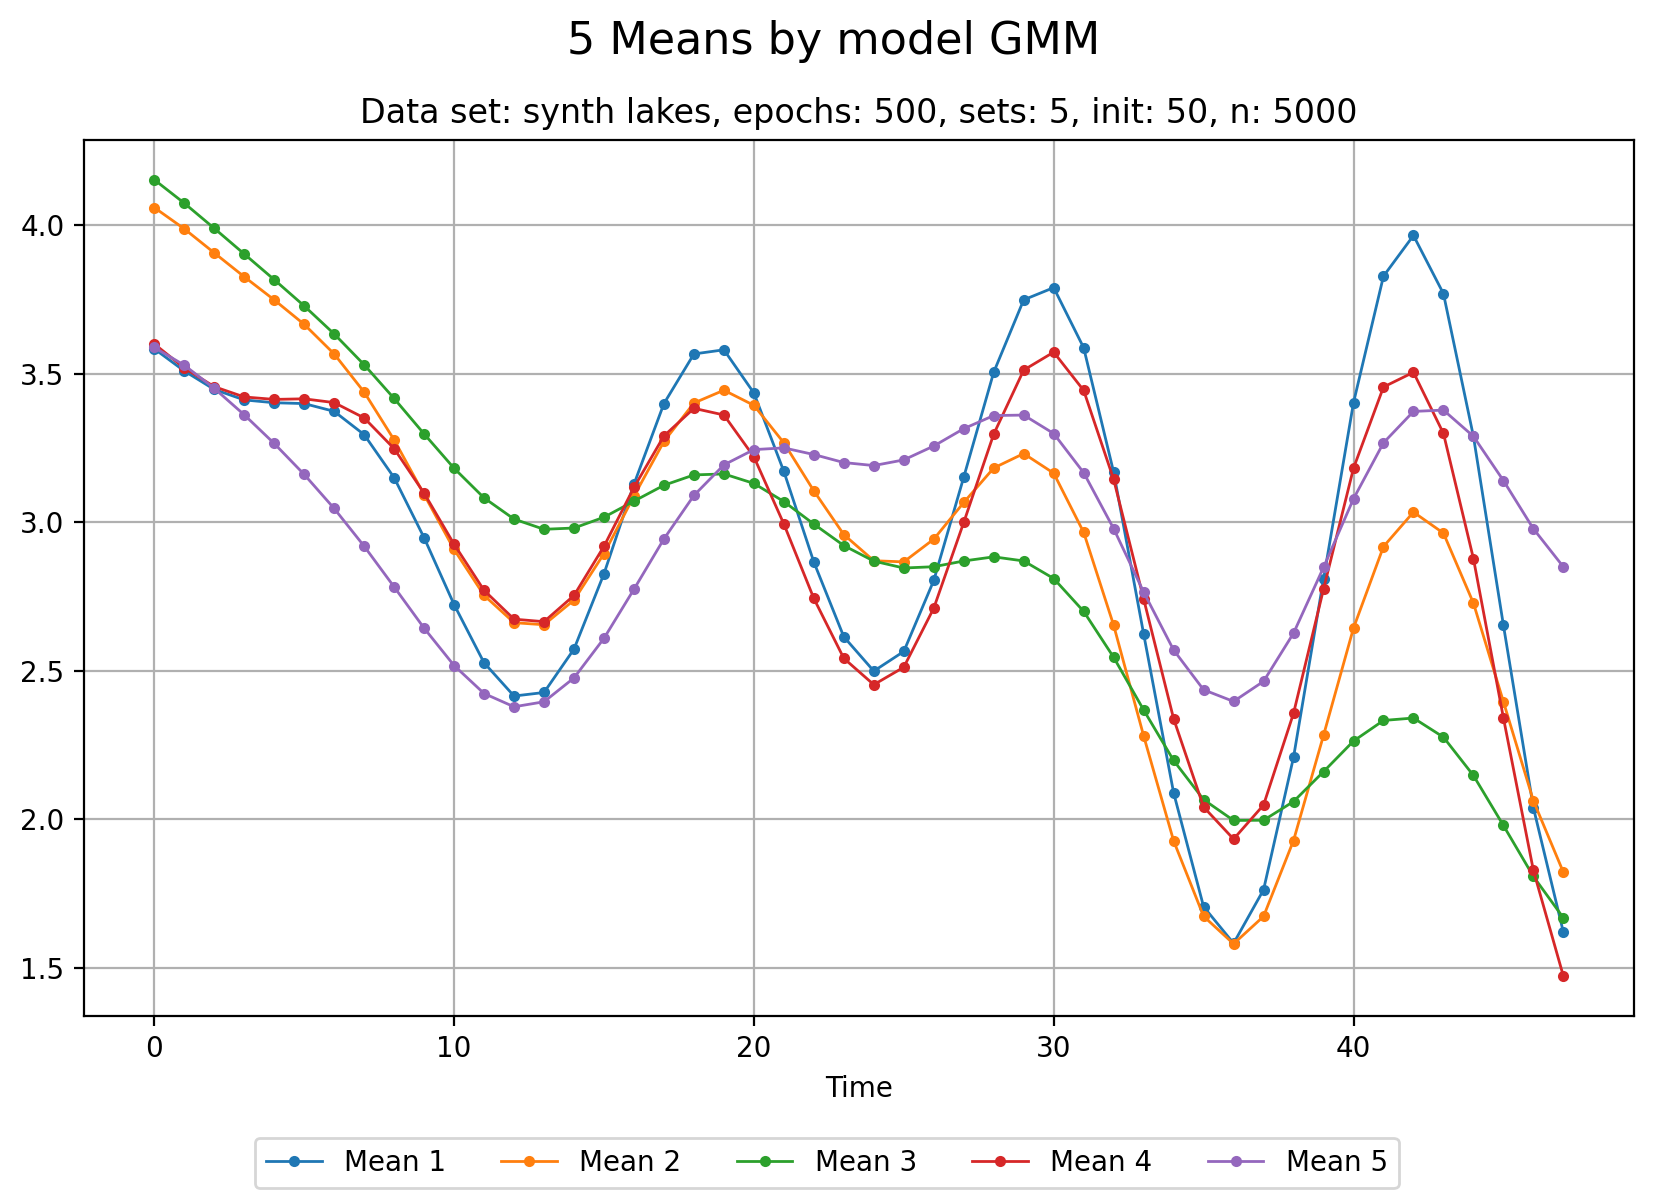 5 Means by model GMM
Data set: synth lakes, epochs: 500, sets: 5, init: 50, n: 5000
4.0
3.5
3.0
2.5
2.0
1.5
0 10 20 30 40
Time
Mean 1 Mean 2 Mean 3 Mean 4 Mean 5